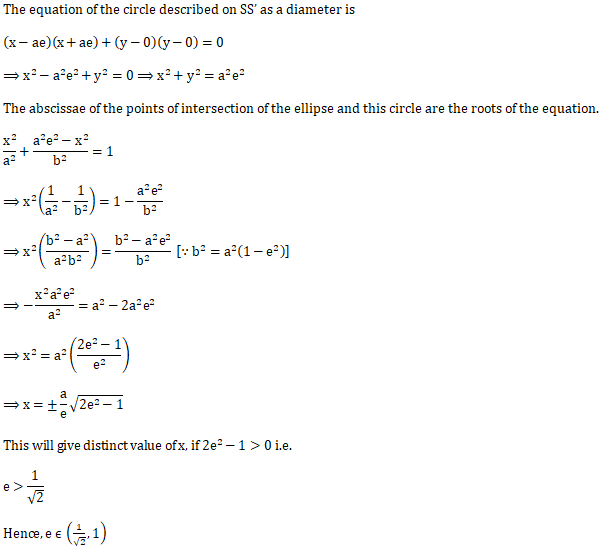 The equation of the circle described on SS’ as a diameter is
(x − ae)(x + ae) + (y − 0)(y − 0) = 0
⟹ x² − a²e² + y² = 0 ⟹ x² + y² = a²e²
The abscissae of the points of intersection of the ellipse and this circle are the roots of the equation.
x²/a² + (a²e² − x²)/b² = 1
⟹ x²(1/a² − 1/b²) = 1 − a²e²/b²
⟹ x²((b² − a²)/(a²b²)) = (b² − a²e²)/b² [∵ b² = a²(1 − e²)]
⟹ − x²a²e²/a² = a² − 2a²e²
⟹ x² = a²((2e² − 1)/e²)
⟹ x = ± a/e √(2e² − 1)
This will give distinct value of x, if 2e² − 1 > 0 i.e.
e > 1/√2
Hence, e ϵ (1/√2, 1)